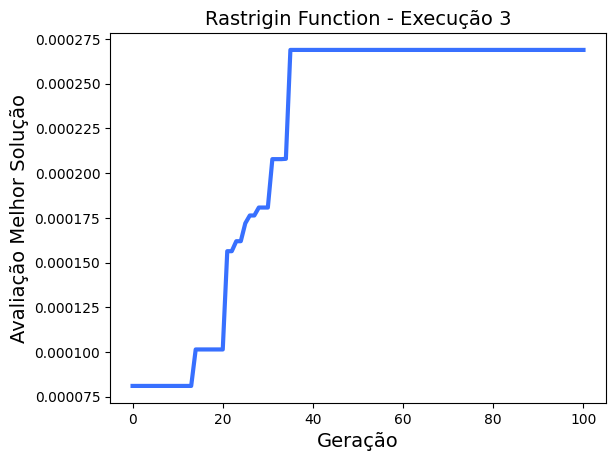 Rastrigin Function - Execução 3
0.000275
0.000250
0.000225
0.000200
0.000175
0.000150
0.000125
0.000100
0.000075
Avaliação Melhor Solução
0 20 40 60 80 100
Geração